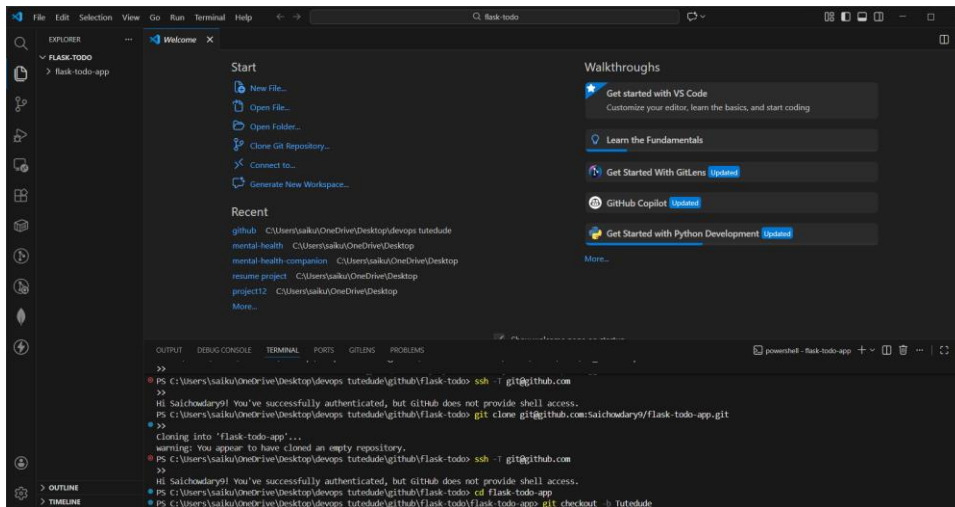 File Edit Selection View Go Run Terminal Help
flask-todo
EXPLORER
FLASK-TODO
flask-todo-app
Welcome
Start
New File...
Open File...
Open Folder...
Clone Git Repository...
Connect to...
Generate New Workspace...
Recent
github C:\Users\saiku\OneDrive\Desktop\devops tutedude
mental-health C:\Users\saiku\OneDrive\Desktop
mental-health-companion C:\Users\saiku\OneDrive\Desktop
resume project C:\Users\saiku\OneDrive\Desktop
project12 C:\Users\saiku\OneDrive\Desktop
More...
Walkthroughs
Get started with VS Code
Customize your editor, learn the basics, and start coding
Learn the Fundamentals
Get Started With GitLens Updated
GitHub Copilot Updated
Get Started with Python Development Updated
More...
OUTPUT DEBUG CONSOLE TERMINAL PORTS GITLENS PROBLEMS
powershell - flask-todo-app
>>
PS C:\Users\saiku\OneDrive\Desktop\devops tutedude\github\flask-todo> ssh -T git@github.com
>>
Hi Saichowdary9! You've successfully authenticated, but GitHub does not provide shell access.
PS C:\Users\saiku\OneDrive\Desktop\devops tutedude\github\flask-todo> git clone git@github.com:Saichowdary9/flask-todo-app.git
>>
Cloning into 'flask-todo-app'...
warning: You appear to have cloned an empty repository.
PS C:\Users\saiku\OneDrive\Desktop\devops tutedude\github\flask-todo> ssh -T git@github.com
>>
Hi Saichowdary9! You've successfully authenticated, but GitHub does not provide shell access.
PS C:\Users\saiku\OneDrive\Desktop\devops tutedude\github\flask-todo> cd flask-todo-app
PS C:\Users\saiku\OneDrive\Desktop\devops tutedude\github\flask-todo\flask-todo-app> git checkout -b Tutedude
OUTLINE
TIMELINE